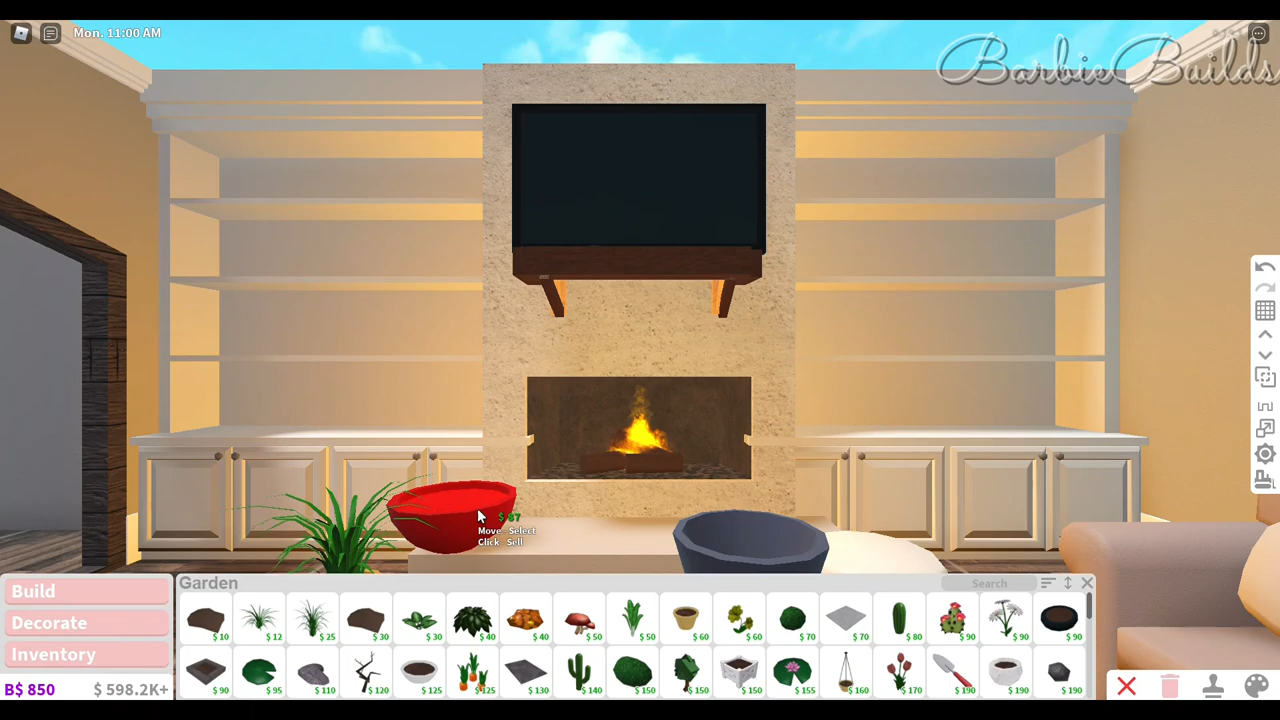 Mon. 11:00 AM
BarbieBuilds
$ 87
Move Select
Click Sell
Garden
Search
Build
Decorate
Inventory
B$ 850 $ 598.2K+
$ 10 $ 12 $ 25 $ 30 $ 30 $ 40 $ 40 $ 50 $ 50 $ 60 $ 60 $ 70 $ 70 $ 80 $ 90 $ 90 $ 90
$ 90 $ 95 $ 110 $ 120 $ 125 $ 125 $ 130 $ 140 $ 150 $ 150 $ 150 $ 155 $ 160 $ 170 $ 190 $ 190 $ 190